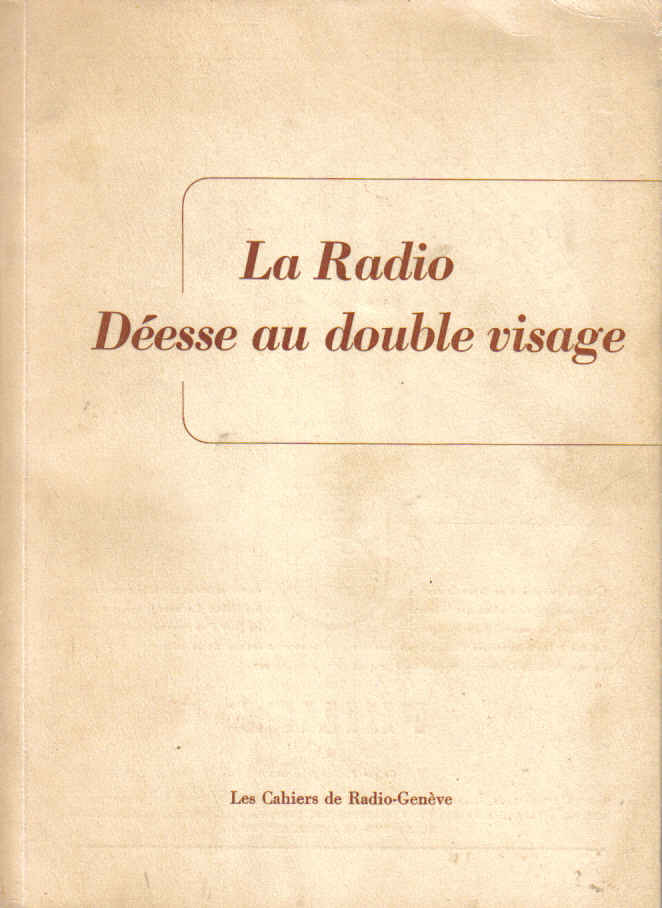 La Radio
Déesse au double visage
Les Cahiers de Radio-Genève